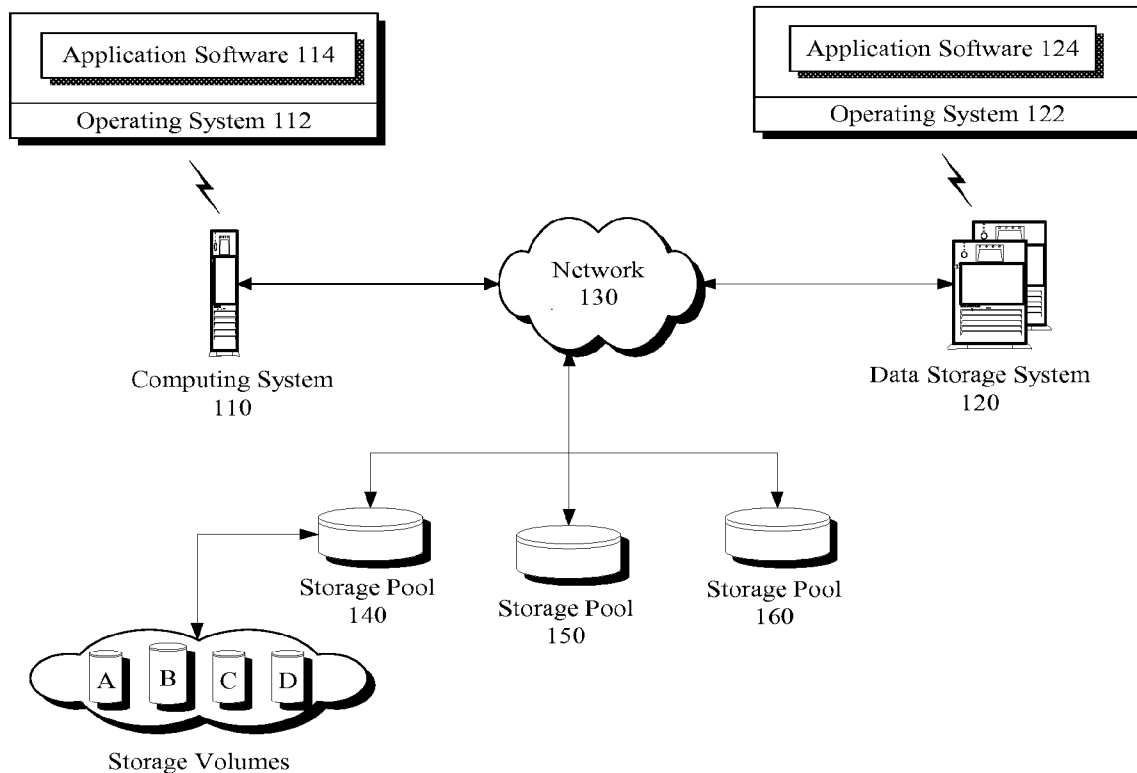 Application Software 114
Operating System 112
Application Software 124
Operating System 122
Network
130
Computing System
110
Data Storage System
120
Storage Pool
140
Storage Pool
150
Storage Pool
160
A
B
C
D
Storage Volumes